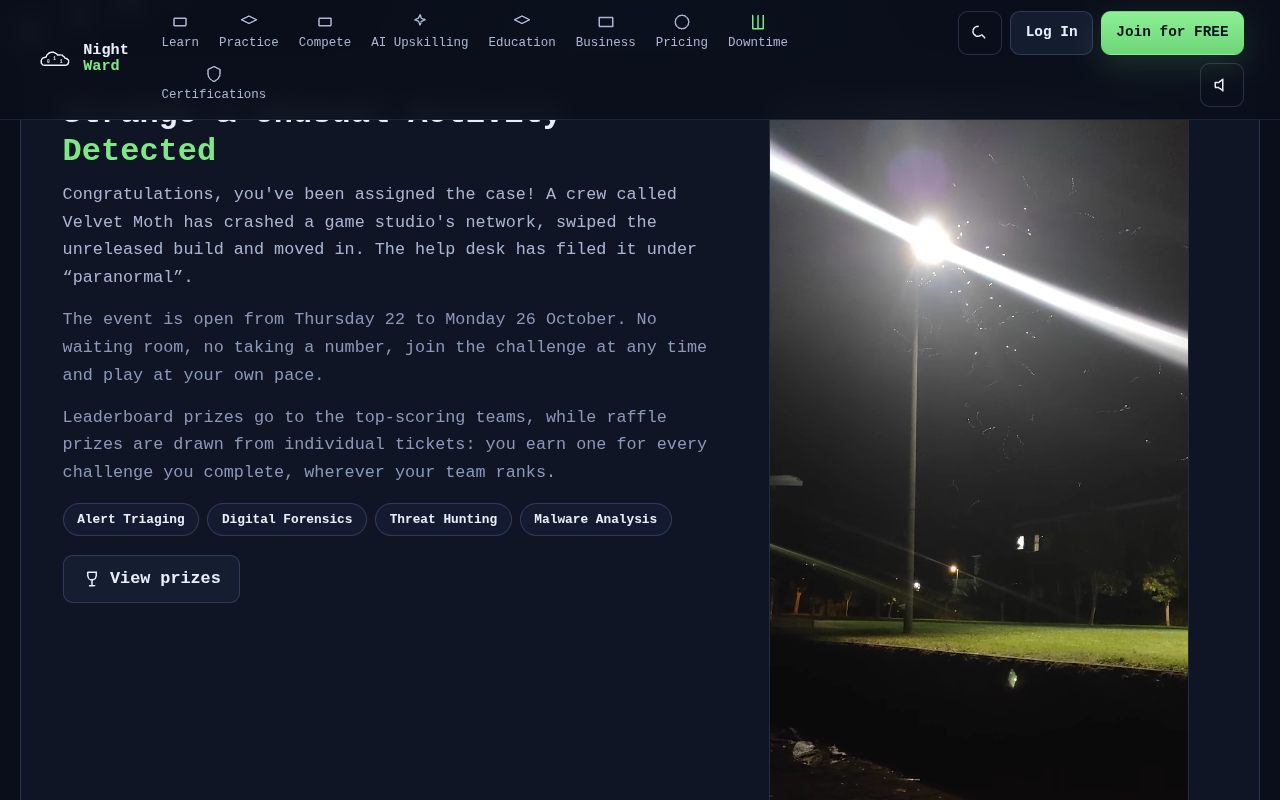 Night
Ward
Learn
Practice
Compete
AI Upskilling
Education
Business
Pricing
Downtime
Certifications
Log In
Join for FREE
Strange & Unusual Activity
Detected
Congratulations, you've been assigned the case! A crew called
Velvet Moth has crashed a game studio's network, swiped the
unreleased build and moved in. The help desk has filed it under
“paranormal”.
The event is open from Thursday 22 to Monday 26 October. No
waiting room, no taking a number, join the challenge at any time
and play at your own pace.
Leaderboard prizes go to the top-scoring teams, while raffle
prizes are drawn from individual tickets: you earn one for every
challenge you complete, wherever your team ranks.
Alert Triaging
Digital Forensics
Threat Hunting
Malware Analysis
View prizes